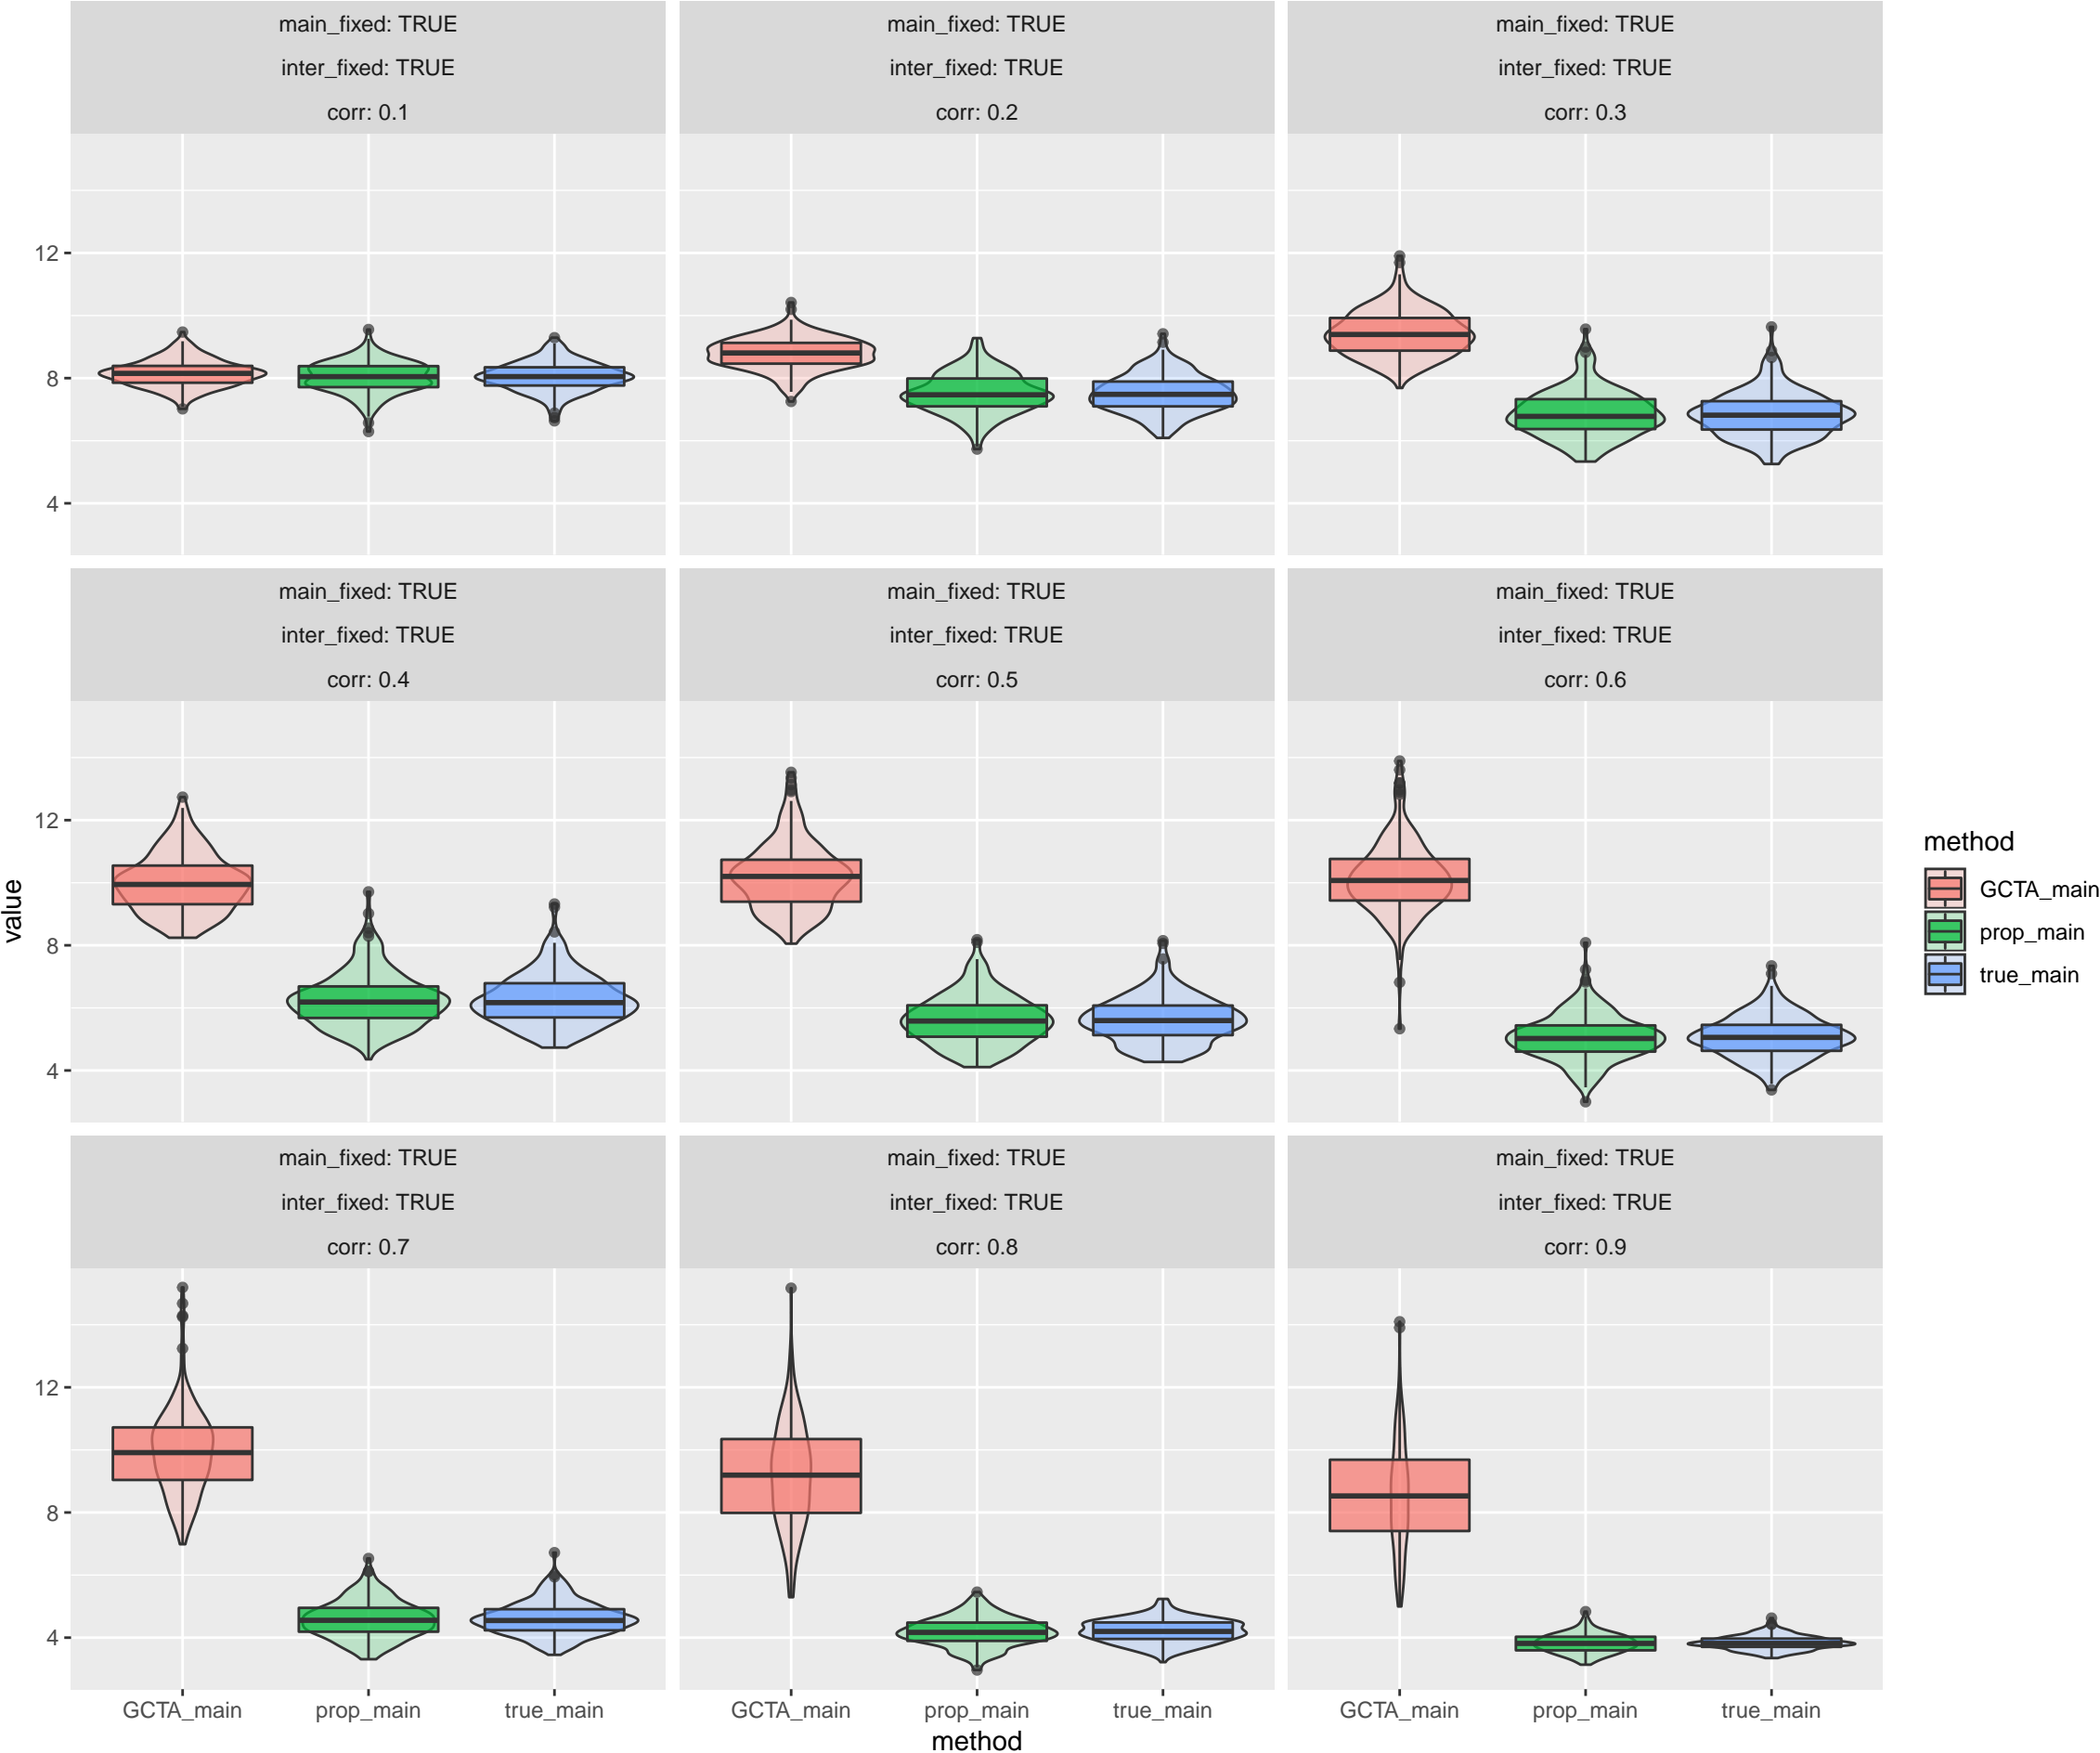 main_fixed: TRUE
inter_fixed: TRUE
corr: 0.1
main_fixed: TRUE
inter_fixed: TRUE
corr: 0.2
main_fixed: TRUE
inter_fixed: TRUE
corr: 0.3
12
8
4
main_fixed: TRUE
inter_fixed: TRUE
corr: 0.4
main_fixed: TRUE
inter_fixed: TRUE
corr: 0.5
main_fixed: TRUE
inter_fixed: TRUE
corr: 0.6
12
8
4
value
main_fixed: TRUE
inter_fixed: TRUE
corr: 0.7
main_fixed: TRUE
inter_fixed: TRUE
corr: 0.8
main_fixed: TRUE
inter_fixed: TRUE
corr: 0.9
12
8
4
GCTA_main prop_main true_main
GCTA_main prop_main true_main
GCTA_main prop_main true_main
method
method
GCTA_main
prop_main
true_main